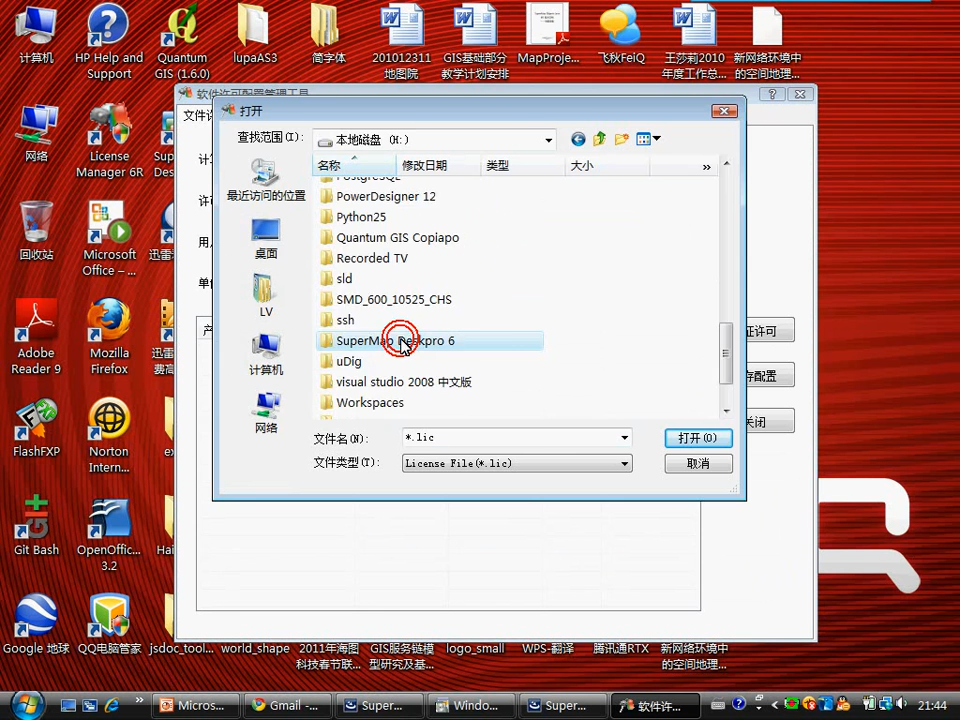 计算机
HP Help and
Support
Quantum
GIS (1.6.0)
lupaAS3
简字体
201012311
地图院
GIS基础部分
教学计划安排
MapProje...
飞秋FeiQ
王莎莉2010
年度工作总...
新网络环境中
的空间地理...
软件许可配置管理工具
打开
查找范围(I):
本地磁盘 (H:)
名称
修改日期
类型
大小
»
最近访问的位置
桌面
LV
计算机
网络
PostgreSQL
PowerDesigner 12
Python25
Quantum GIS Copiapo
Recorded TV
sld
SMD_600_10525_CHS
ssh
SuperMap Deskpro 6
uDig
visual studio 2008 中文版
Workspaces
文件名(N):
*.lic
打开(O)
文件类型(T):
License File(*.lic)
取消
证许可
存配置
关闭
网络
License
Manager 6R
回收站
Microsoft
Office – ...
Adobe
Reader 9
Mozilla
Firefox
FlashFXP
Norton
Intern...
Git Bash
OpenOffic...
3.2
Google 地球
QQ电脑管家
jsdoc_tool...
world_shape
2011年海图
科技春节联...
GIS服务链模
型研究及基...
logo_small
WPS-翻译
腾讯通RTX
新网络环境中
的空间地理...
Micros...
Gmail -...
Super...
Windo...
Super...
软件许...
21:44